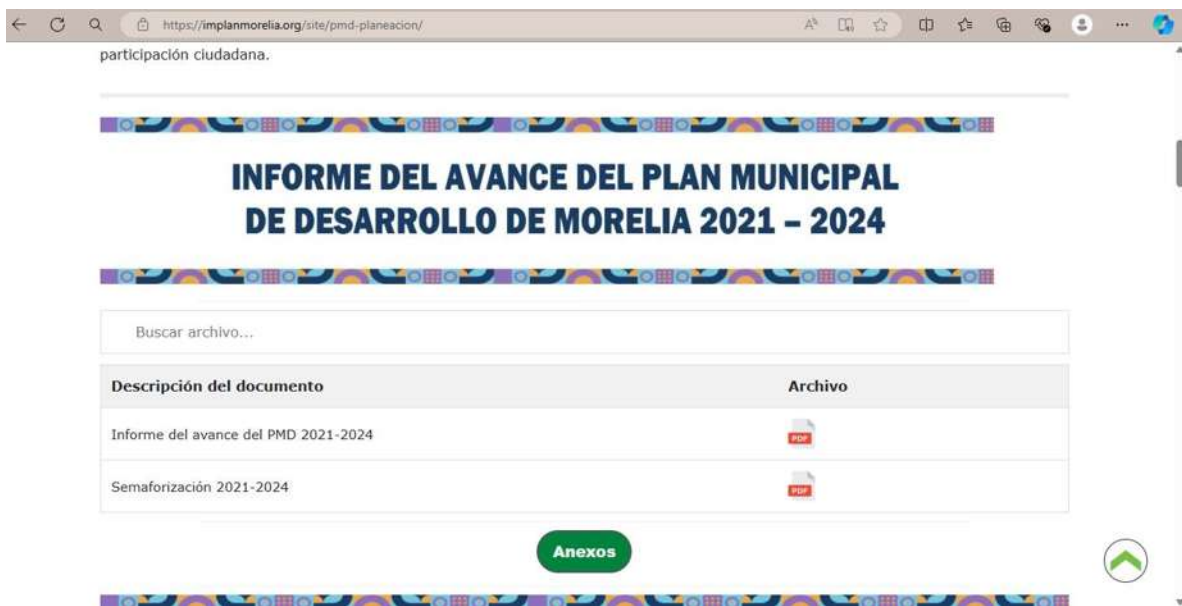 https://implanmorelia.org/site/pmd-planeacion/
participación ciudadana.
INFORME DEL AVANCE DEL PLAN MUNICIPAL
DE DESARROLLO DE MORELIA 2021 – 2024
Buscar archivo...
Descripción del documento Archivo
Informe del avance del PMD 2021-2024 PDF
Semaforización 2021-2024 PDF
Anexos